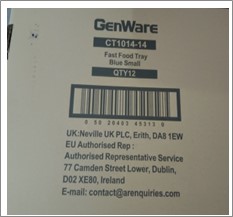 GenWare
CT1014-14
Fast Food Tray
Blue Small
QTY12
UK:Neville UK PLC, Erith, DA8 1EW
EU Authorised Rep :
Authorised Representative Service
77 Camden Street Lower, Dublin,
D02 XE80, Ireland
E-mail: contact@arenquiries.com